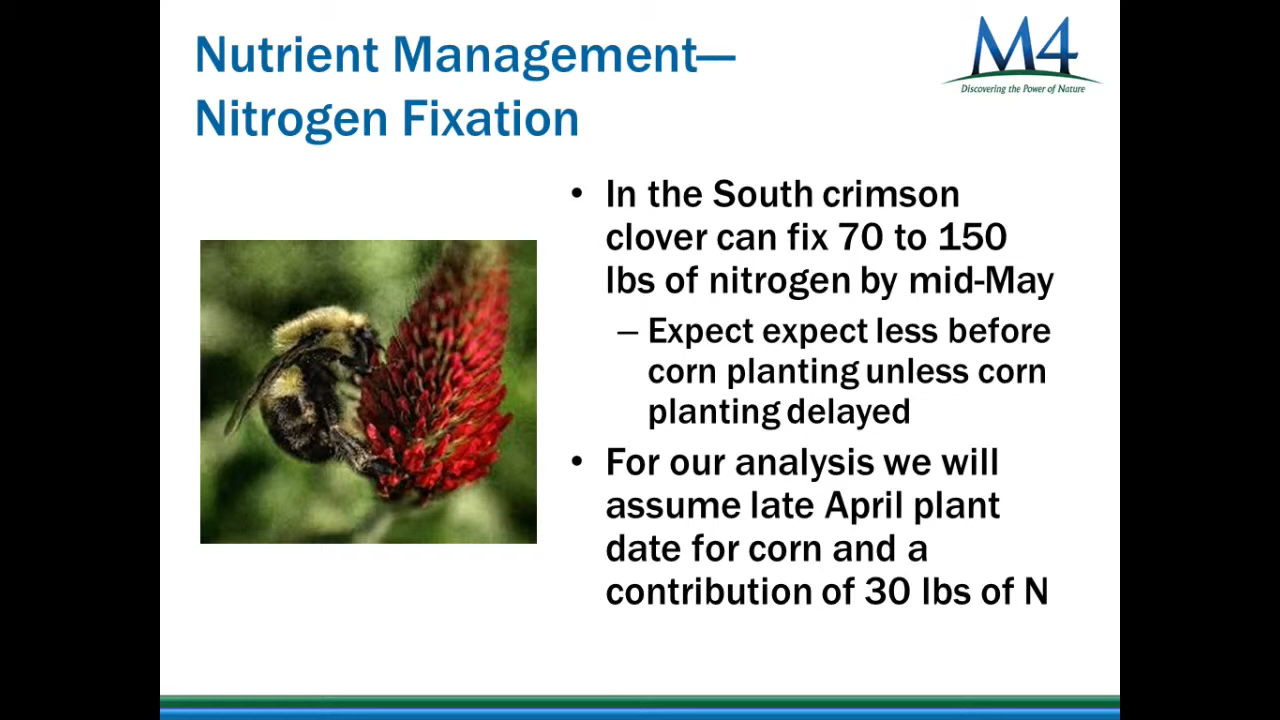 Nutrient Management—
Nitrogen Fixation
M4
Discovering the Power of Nature
• In the South crimson
clover can fix 70 to 150
lbs of nitrogen by mid-May
– Expect expect less before
corn planting unless corn
planting delayed
• For our analysis we will
assume late April plant
date for corn and a
contribution of 30 lbs of N